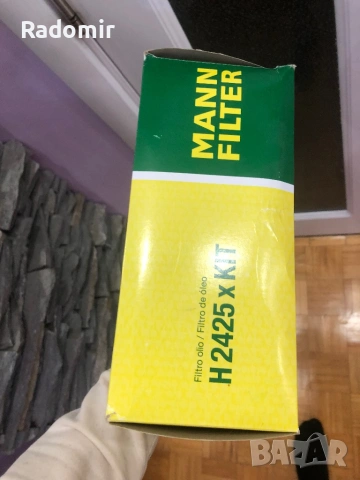 Radomir
MANN
FILTER
Filtro olio / Filtro de óleo
H 2425 x KIT
BAZAR